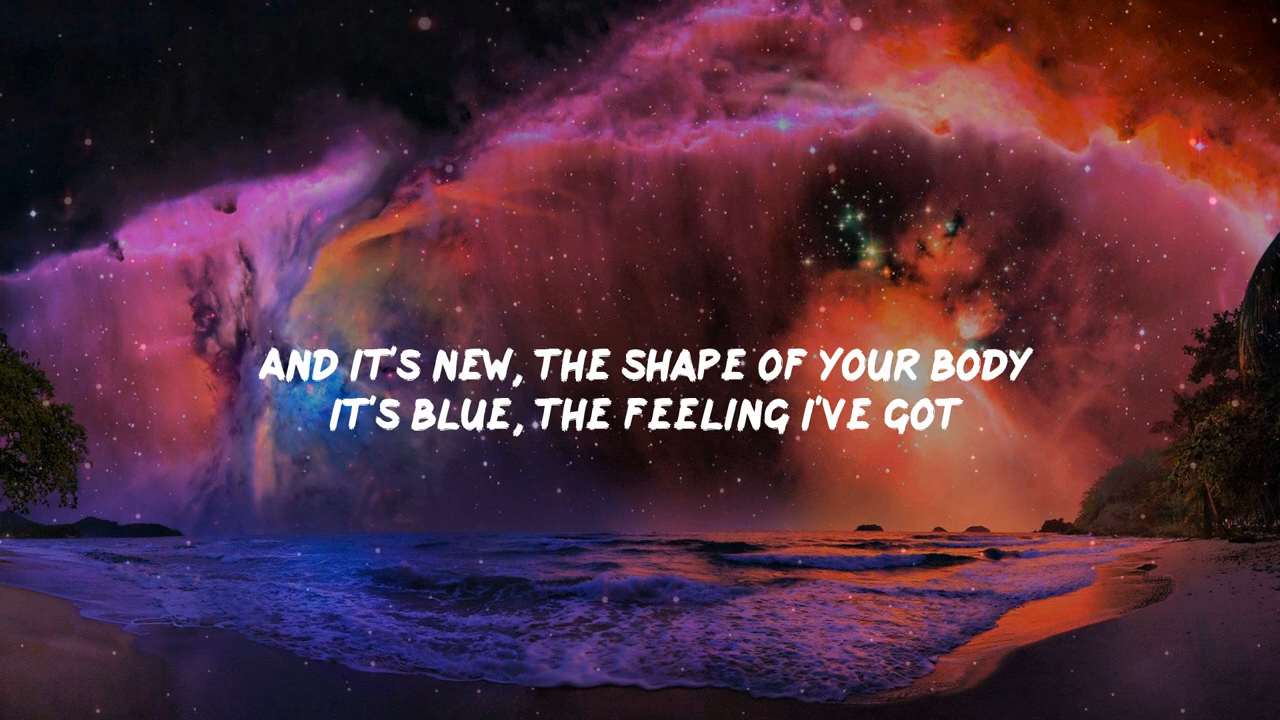 AND IT'S NEW, THE SHAPE OF YOUR BODY
IT'S BLUE, THE FEELING I'VE GOT